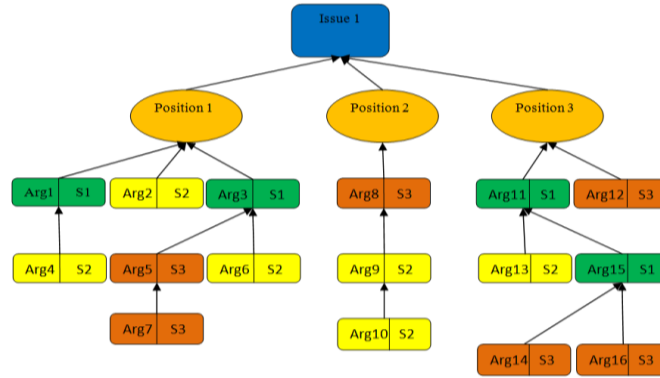 Issue 1
Position 1
Position 2
Position 3
Arg1 S1
Arg2 S2
Arg3 S1
Arg8 S3
Arg11 S1
Arg12 S3
Arg4 S2
Arg5 S3
Arg6 S2
Arg9 S2
Arg13 S2
Arg15 S1
Arg7 S3
Arg10 S2
Arg14 S3
Arg16 S3